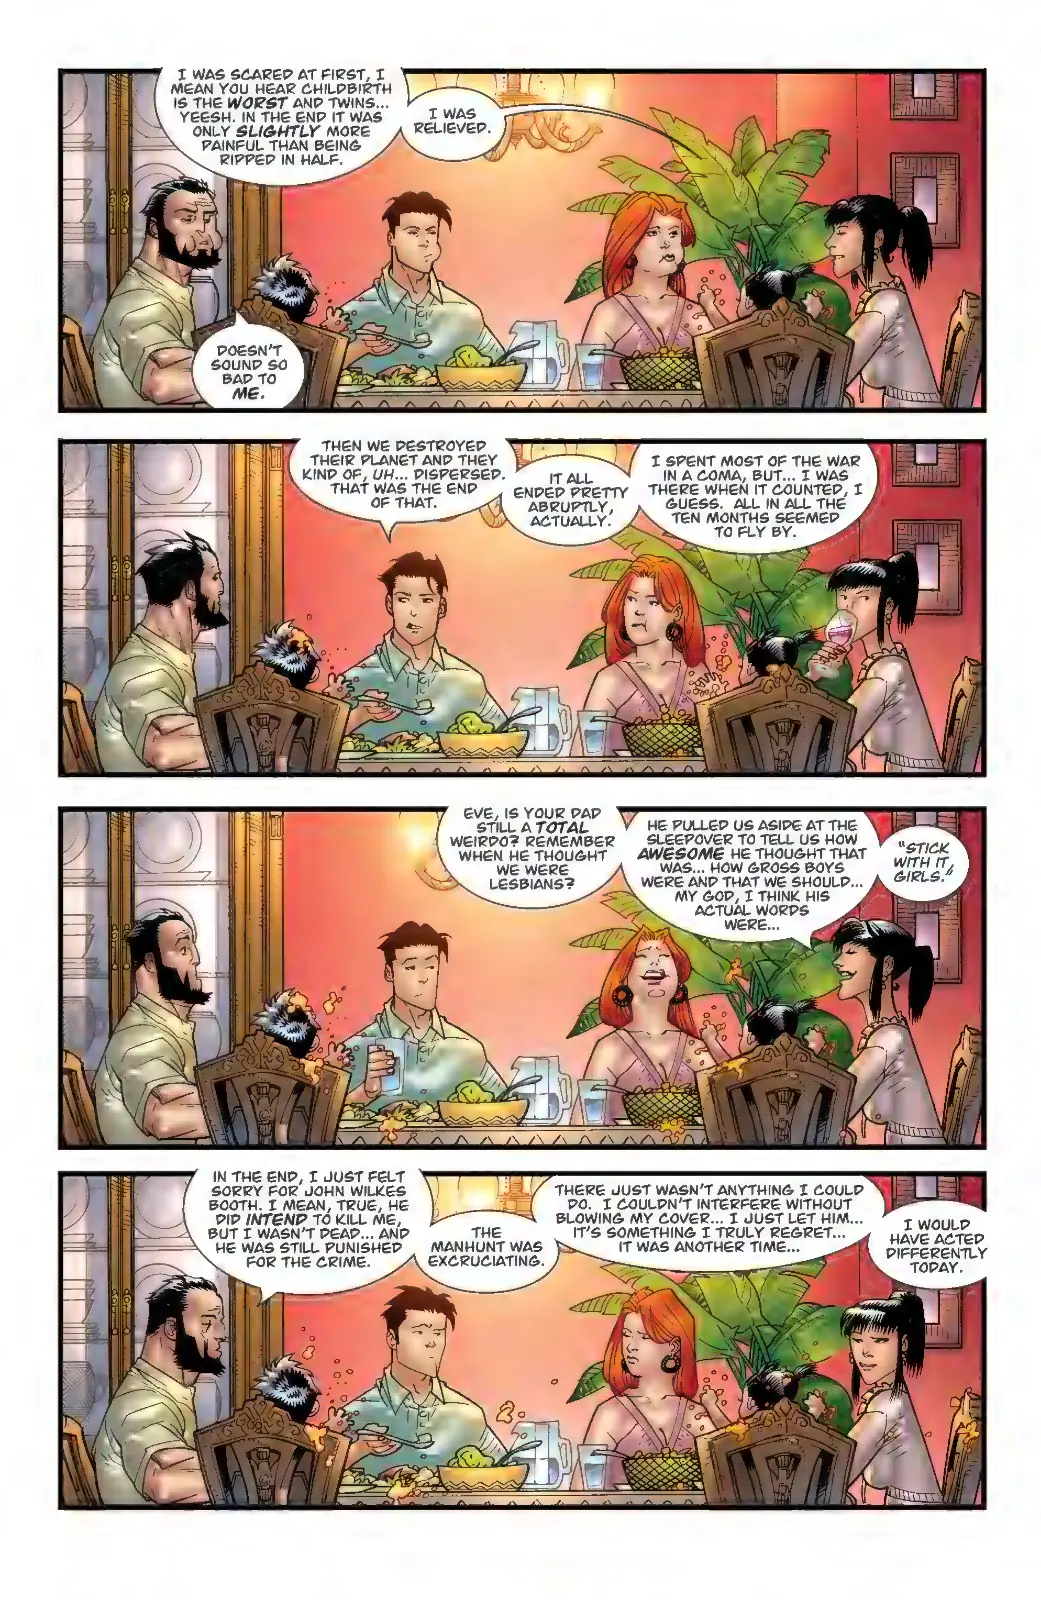 I WAS SCARED AT FIRST, I
MEAN YOU HEAR CHILDBIRTH
IS THE WORST AND TWINS...
YEESH. IN THE END IT WAS
ONLY SLIGHTLY MORE
PAINFUL THAN BEING
RIPPED IN HALF.
I WAS
RELIEVED.
DOESN'T
SOUND SO
BAD TO
ME.
THEN WE DESTROYED
THEIR PLANET AND THEY
KIND OF, UH... DISPERSED.
THAT WAS THE END
OF THAT.
IT ALL
ENDED PRETTY
ABRUPTLY,
ACTUALLY.
I SPENT MOST OF THE WAR
IN A COMA, BUT... I WAS
THERE WHEN IT COUNTED, I
GUESS. ALL IN ALL THE
TEN MONTHS SEEMED
TO FLY BY.
EVE, IS YOUR DAD
STILL A TOTAL
WEIRDO? REMEMBER
WHEN HE THOUGHT
WE WERE
LESBIANS?
HE PULLED US ASIDE AT THE
SLEEPOVER TO TELL US HOW
AWESOME HE THOUGHT THAT
WAS... HOW GROSS BOYS
WERE AND THAT WE SHOULD...
MY GOD, I THINK HIS
ACTUAL WORDS
WERE...
"STICK
WITH IT,
GIRLS."
IN THE END, I JUST FELT
SORRY FOR JOHN WILKES
BOOTH. I MEAN, TRUE, HE
DID INTEND TO KILL ME,
BUT I WASN'T DEAD... AND
HE WAS STILL PUNISHED
FOR THE CRIME.
THE
MANHUNT WAS
EXCRUCIATING.
THERE JUST WASN'T ANYTHING I COULD
DO. I COULDN'T INTERFERE WITHOUT
BLOWING MY COVER... I JUST LET HIM...
IT'S SOMETHING I TRULY REGRET...
IT WAS ANOTHER TIME...
I WOULD
HAVE ACTED
DIFFERENTLY
TODAY.